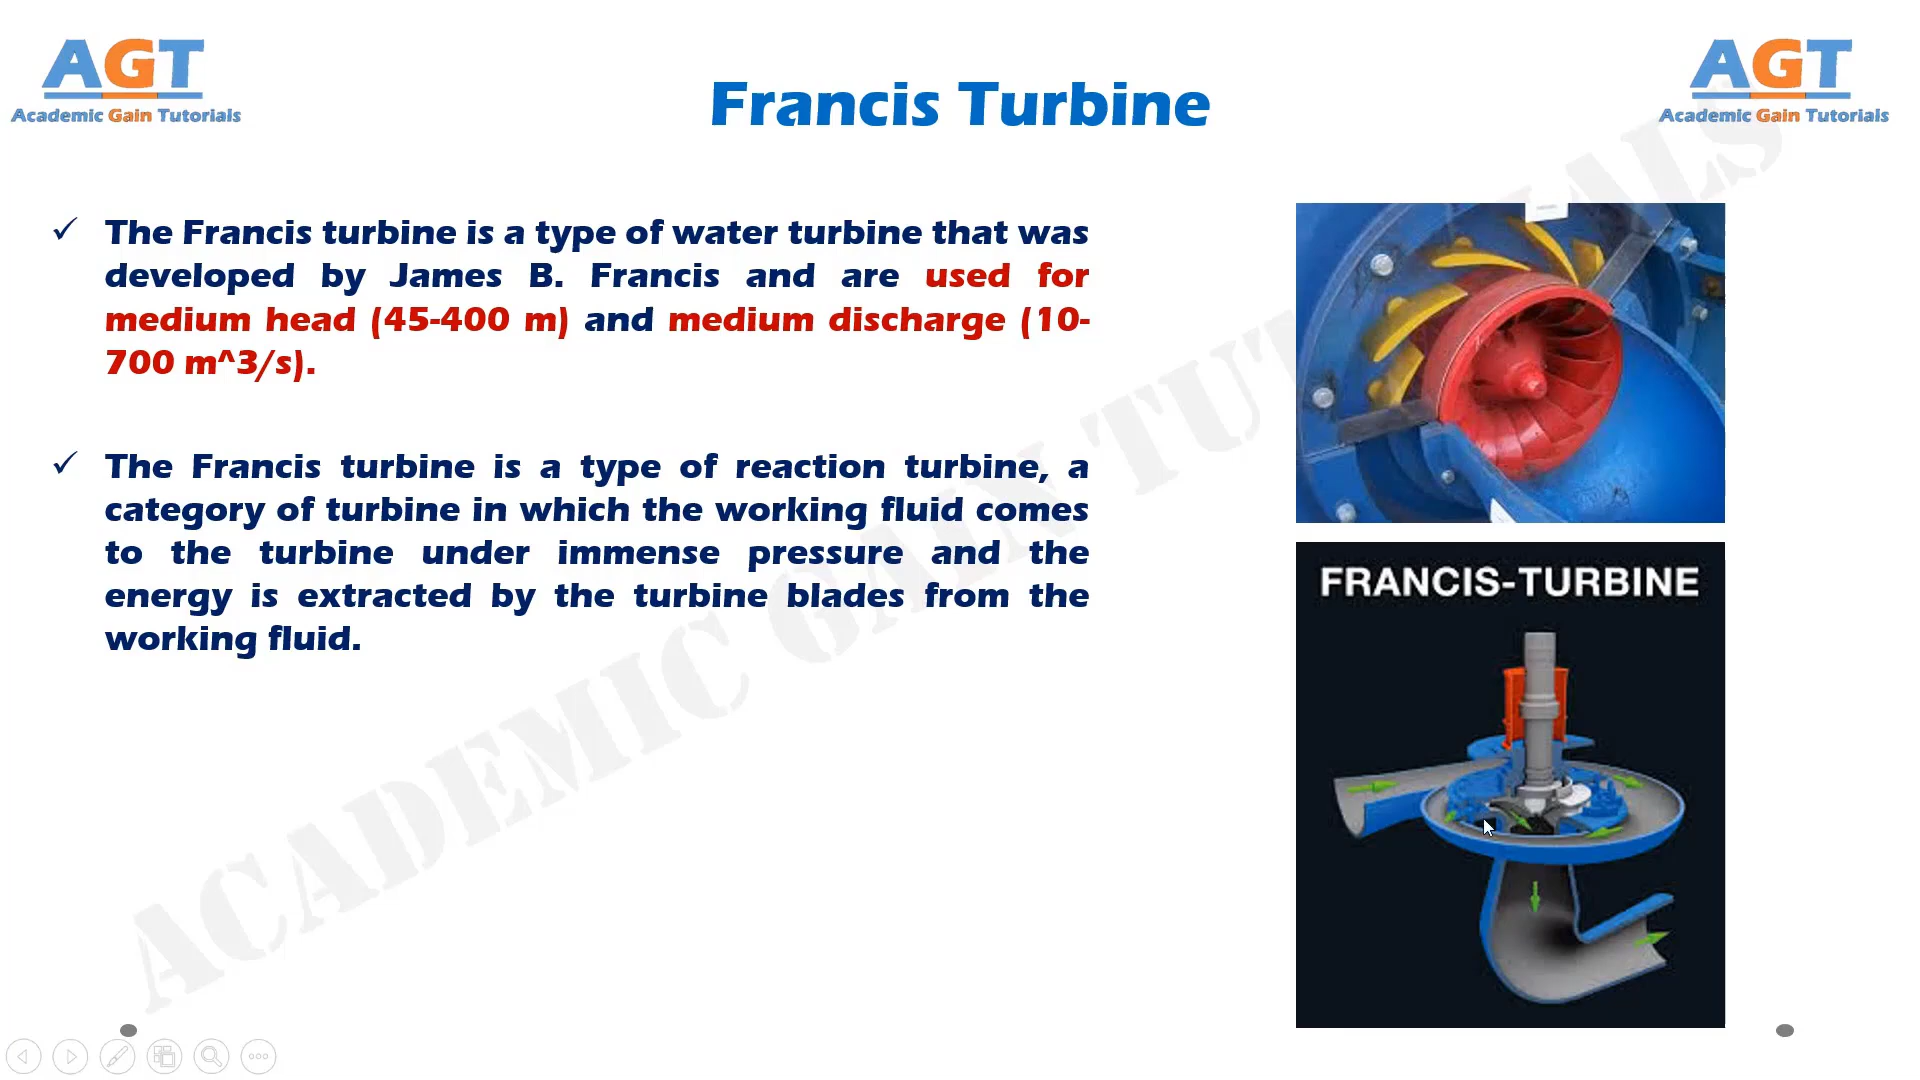 AGT
Academic Gain Tutorials
AGT
Academic Gain Tutorials
Francis Turbine
The Francis turbine is a type of water turbine that was
developed by James B. Francis and are used for
medium head (45-400 m) and medium discharge (10-
700 m^3/s).
The Francis turbine is a type of reaction turbine, a
category of turbine in which the working fluid comes
to the turbine under immense pressure and the
energy is extracted by the turbine blades from the
working fluid.
FRANCIS-TURBINE
ACADEMIC GAIN TUTORIALS